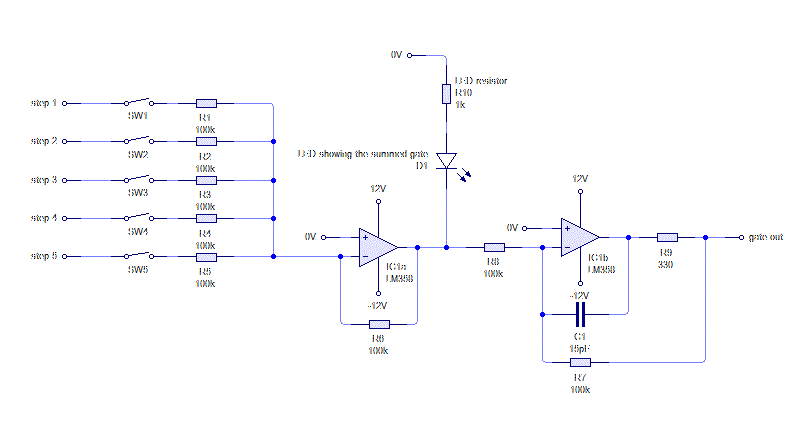 0V
LED resistor
R10
1k
step 1
SW1
R1
100k
step 2
SW2
R2
100k
LED showing the summed gate
D1
step 3
SW3
R3
100k
12V
12V
step 4
SW4
R4
100k
0V
+
-
IC1a
LM358
0V
+
-
IC1b
LM358
gate out
step 5
SW5
R5
100k
R8
100k
R9
330
-12V
-12V
R6
100k
C1
15pF
R7
100k